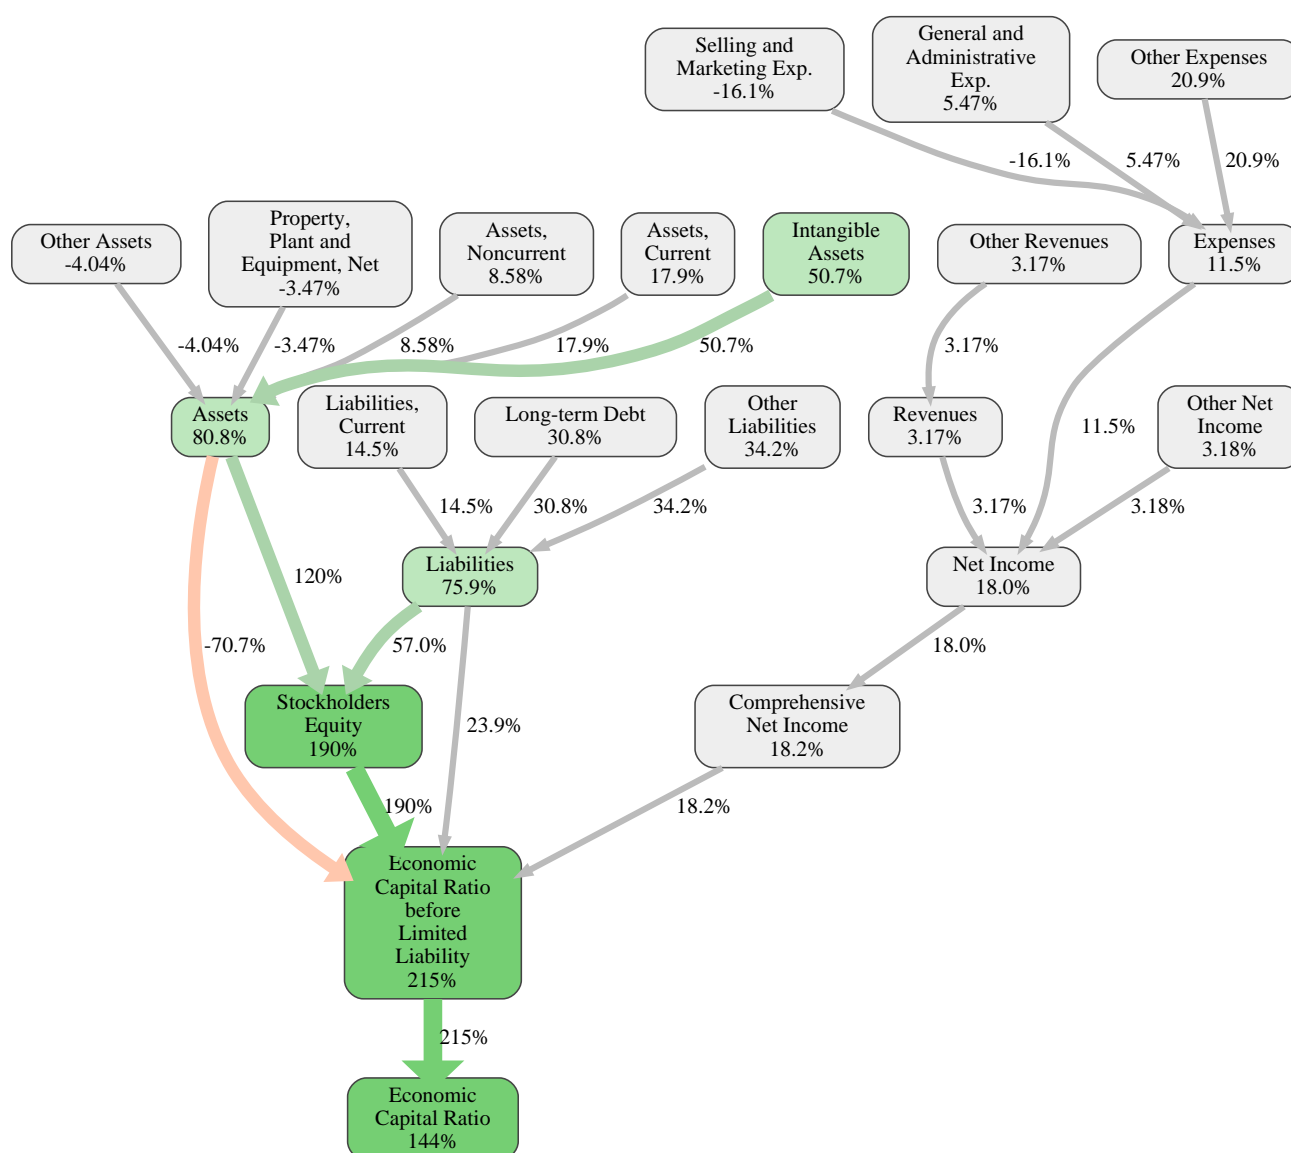 Selling and
Marketing Exp.
-16.1%
General and
Administrative
Exp.
5.47%
Other Expenses
20.9%
-16.1%
5.47%
20.9%
Other Assets
-4.04%
Property,
Plant and
Equipment, Net
-3.47%
Assets,
Noncurrent
8.58%
Assets,
Current
17.9%
Intangible
Assets
50.7%
Other Revenues
3.17%
Expenses
11.5%
-4.04%
-3.47%
8.58%
17.9%
50.7%
3.17%
Assets
80.8%
Liabilities,
Current
14.5%
Long-term Debt
30.8%
Other
Liabilities
34.2%
Revenues
3.17%
11.5%
Other Net
Income
3.18%
14.5%
30.8%
34.2%
3.17%
3.18%
120%
Liabilities
75.9%
Net Income
18.0%
-70.7%
57.0%
18.0%
Stockholders
Equity
190%
23.9%
Comprehensive
Net Income
18.2%
190%
18.2%
Economic
Capital Ratio
before
Limited
Liability
215%
215%
Economic
Capital Ratio
144%